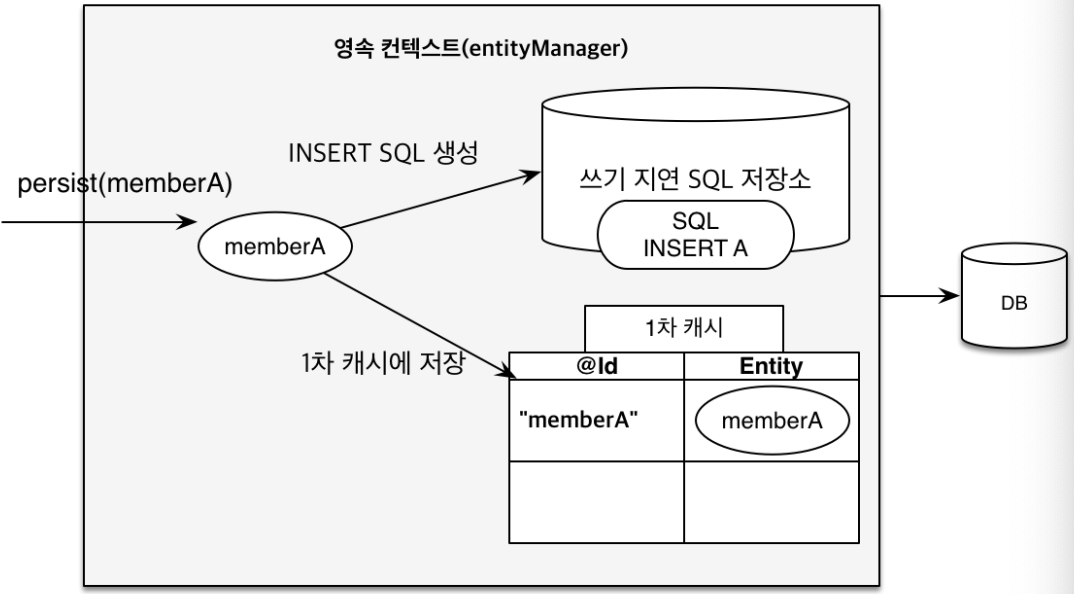 영속 컨텍스트(entityManager)
INSERT SQL 생성
persist(memberA)
memberA
쓰기 지연 SQL 저장소
SQL
INSERT A
DB
1차 캐시에 저장
1차 캐시
@Id Entity
"memberA" memberA